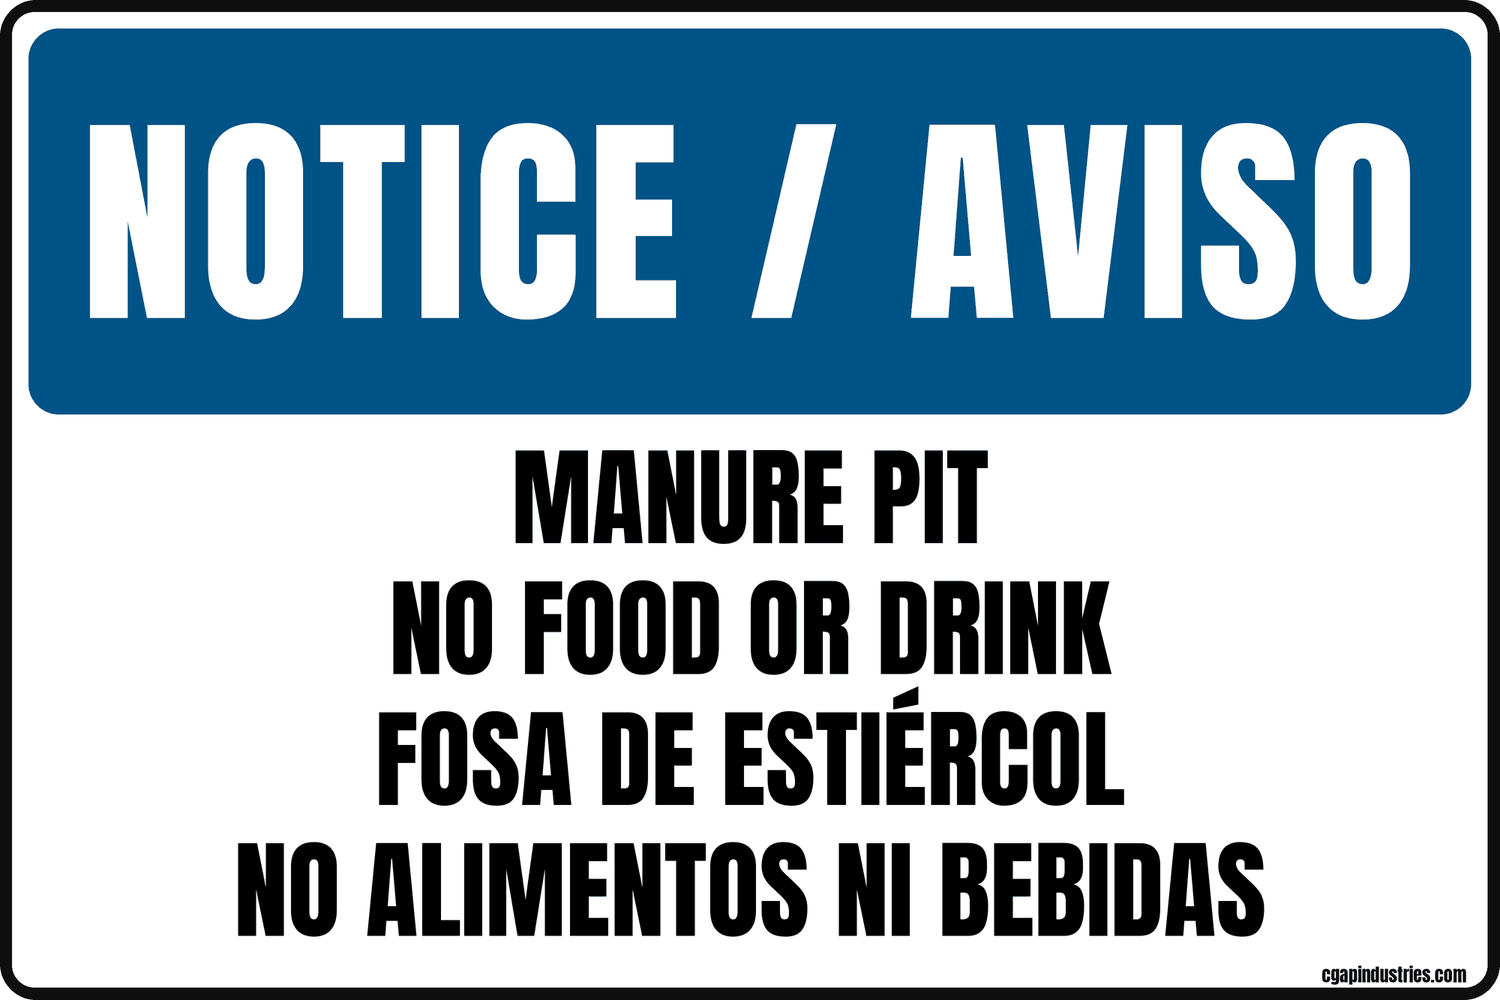 NOTICE / AVISO
MANURE PIT
NO FOOD OR DRINK
FOSA DE ESTIÉRCOL
NO ALIMENTOS NI BEBIDAS
cgapindustries.com